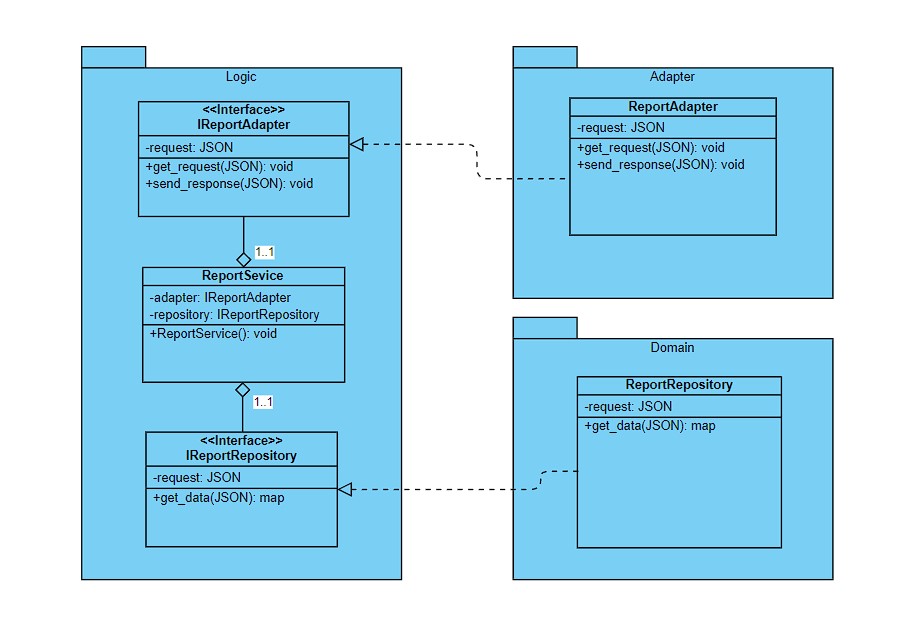 Logic
<<Interface>>
IReportAdapter
-request: JSON
+get_request(JSON): void
+send_response(JSON): void
1..1
ReportSevice
-adapter: IReportAdapter
-repository: IReportRepository
+ReportService(): void
1..1
<<Interface>>
IReportRepository
-request: JSON
+get_data(JSON): map
Adapter
ReportAdapter
-request: JSON
+get_request(JSON): void
+send_response(JSON): void
Domain
ReportRepository
-request: JSON
+get_data(JSON): map